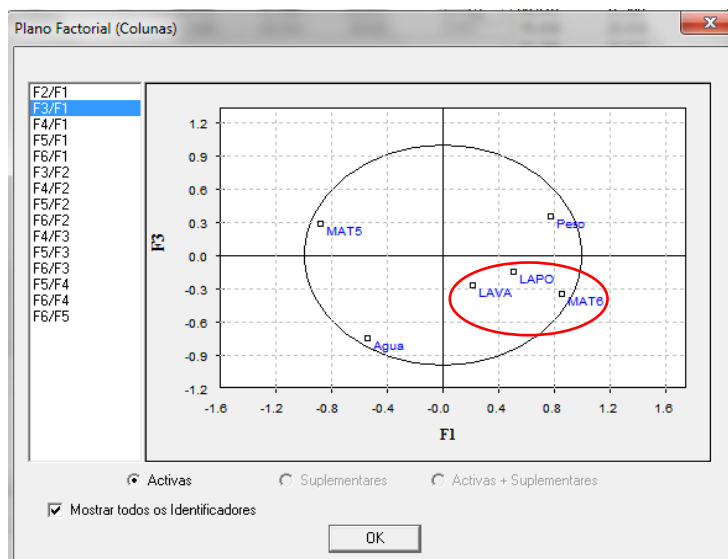 Plano Factorial (Colunas)
F2/F1
F3/F1
F4/F1
F5/F1
F6/F1
F3/F2
F4/F2
F5/F2
F6/F2
F4/F3
F5/F3
F6/F3
F5/F4
F6/F4
F6/F5
1.2
0.9
0.6
0.3
0.0
-0.3
-0.6
-0.9
-1.2
F3
MAT5
Peso
LAPO
LAVA
MAT6
Agua
-1.6 -1.2 -0.8 -0.4 -0.0 0.4 0.8 1.2 1.6
F1
Activas Suplementares Activas + Suplementares
Mostrar todos os Identificadores
OK